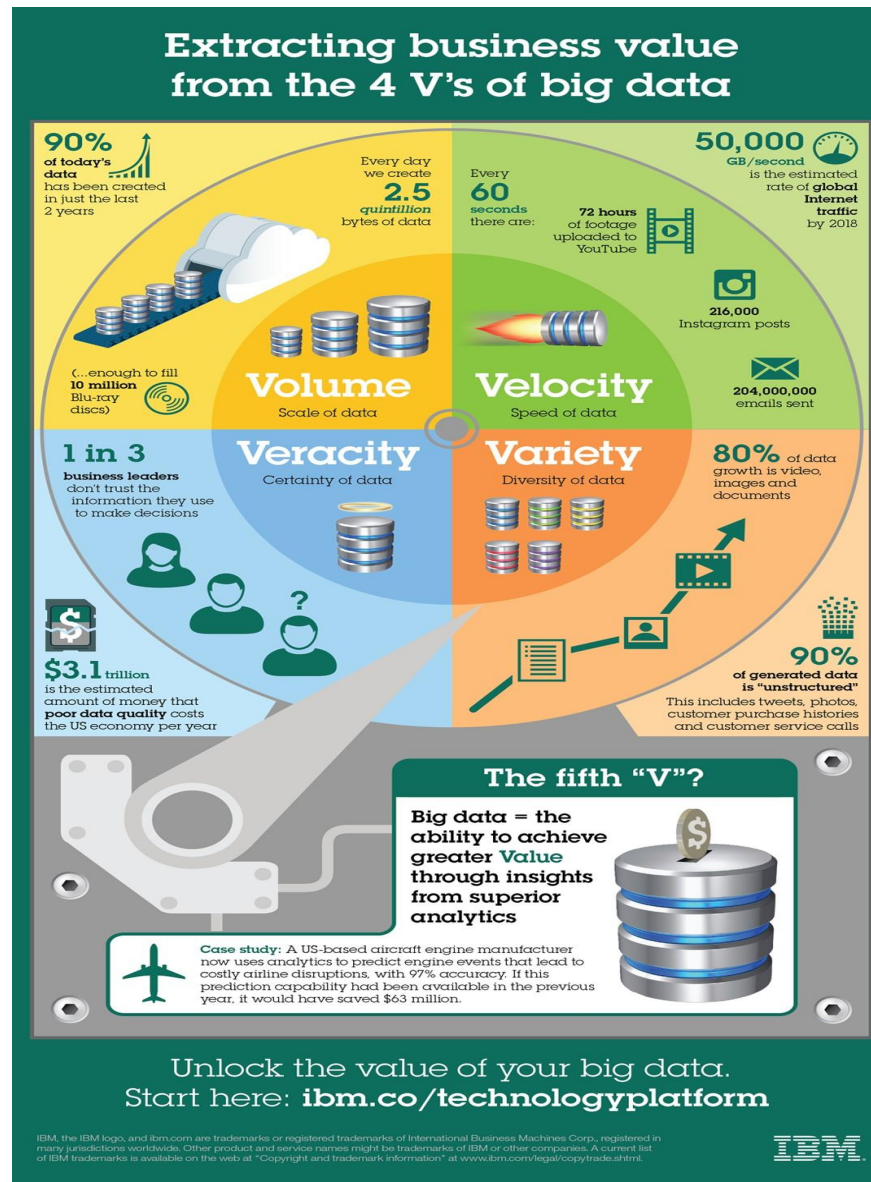 Extracting business value
from the 4 V's of big data
90%
of today's
data
has been created
in just the last
2 years
Every day
we create
2.5
quintillion
bytes of data
(...enough to fill
10 million
Blu-ray
discs)
Volume
Scale of data
Every
60
seconds
there are:
72 hours
of footage
uploaded to
YouTube
50,000
GB/second
is the estimated
rate of global
Internet
traffic
by 2018
216,000
Instagram posts
204,000,000
emails sent
Velocity
Speed of data
Veracity
Certainty of data
1 in 3
business leaders
don't trust the
information they use
to make decisions
?
$
$3.1 trillion
is the estimated
amount of money that
poor data quality costs
the US economy per year
Variety
Diversity of data
80% of data
growth is video,
images and
documents
90%
of generated data
is "unstructured"
This includes tweets, photos,
customer purchase histories
and customer service calls
The fifth "V"?
Big data = the
ability to achieve
greater Value
through insights
from superior
analytics
$
Case study: A US-based aircraft engine manufacturer
now uses analytics to predict engine events that lead to
costly airline disruptions, with 97% accuracy. If this
prediction capability had been available in the previous
year, it would have saved $63 million.
Unlock the value of your big data.
Start here: ibm.co/technologyplatform
IBM, the IBM logo, and ibm.com are trademarks or registered trademarks of International Business Machines Corp., registered in
many jurisdictions worldwide. Other product and service names might be trademarks of IBM or other companies. A current list
of IBM trademarks is available on the web at "Copyright and trademark information" at www.ibm.com/legal/copytrade.shtml.
IBM.